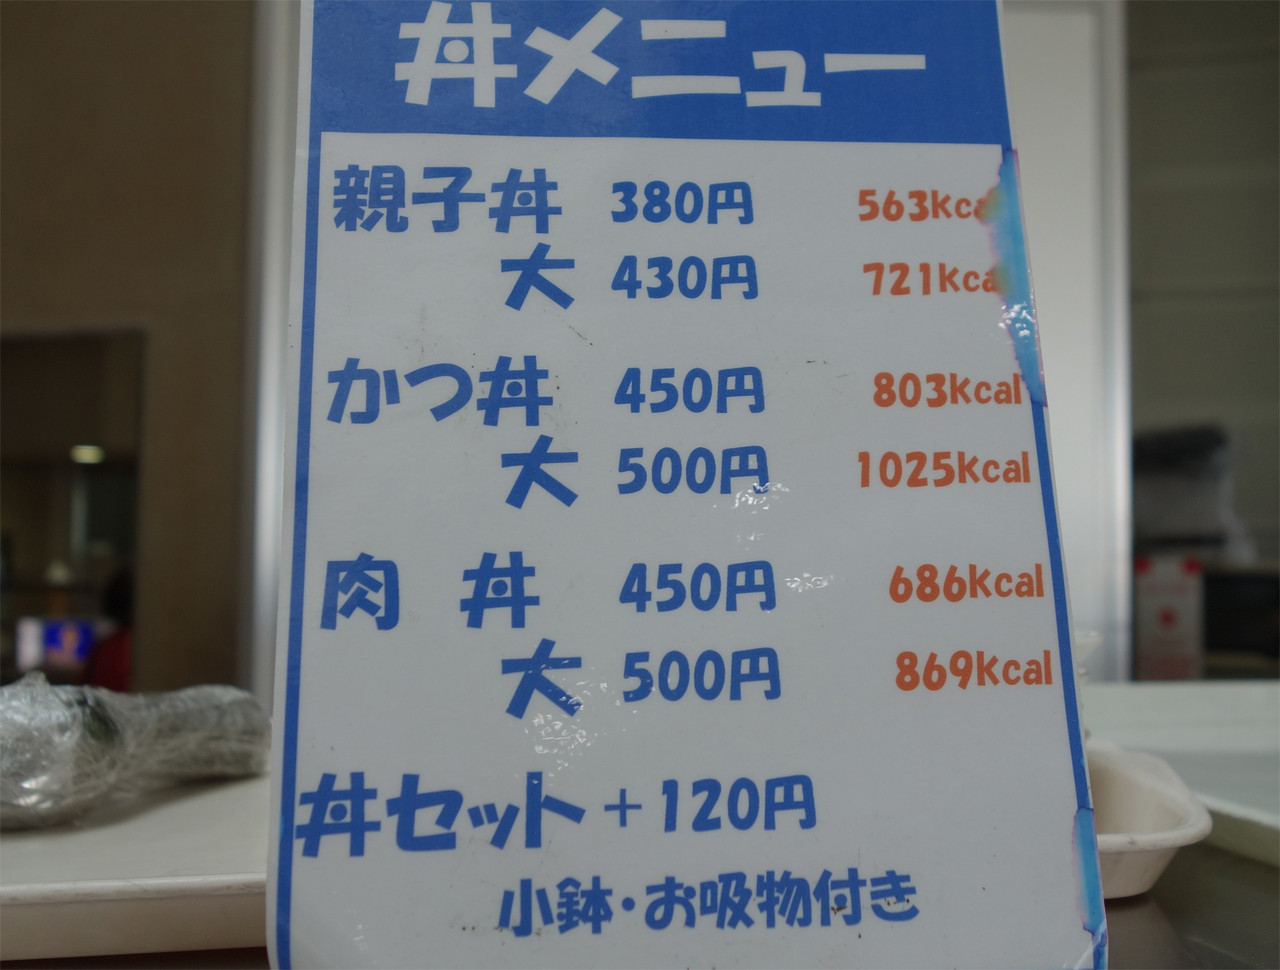 丼メニュー
親子丼 380円 563kcal
大 430円 721kcal
かつ丼 450円 803kcal
大 500円 1025kcal
肉 丼 450円 686kcal
大 500円 869kcal
丼セット+120円
小鉢・お吸物付き